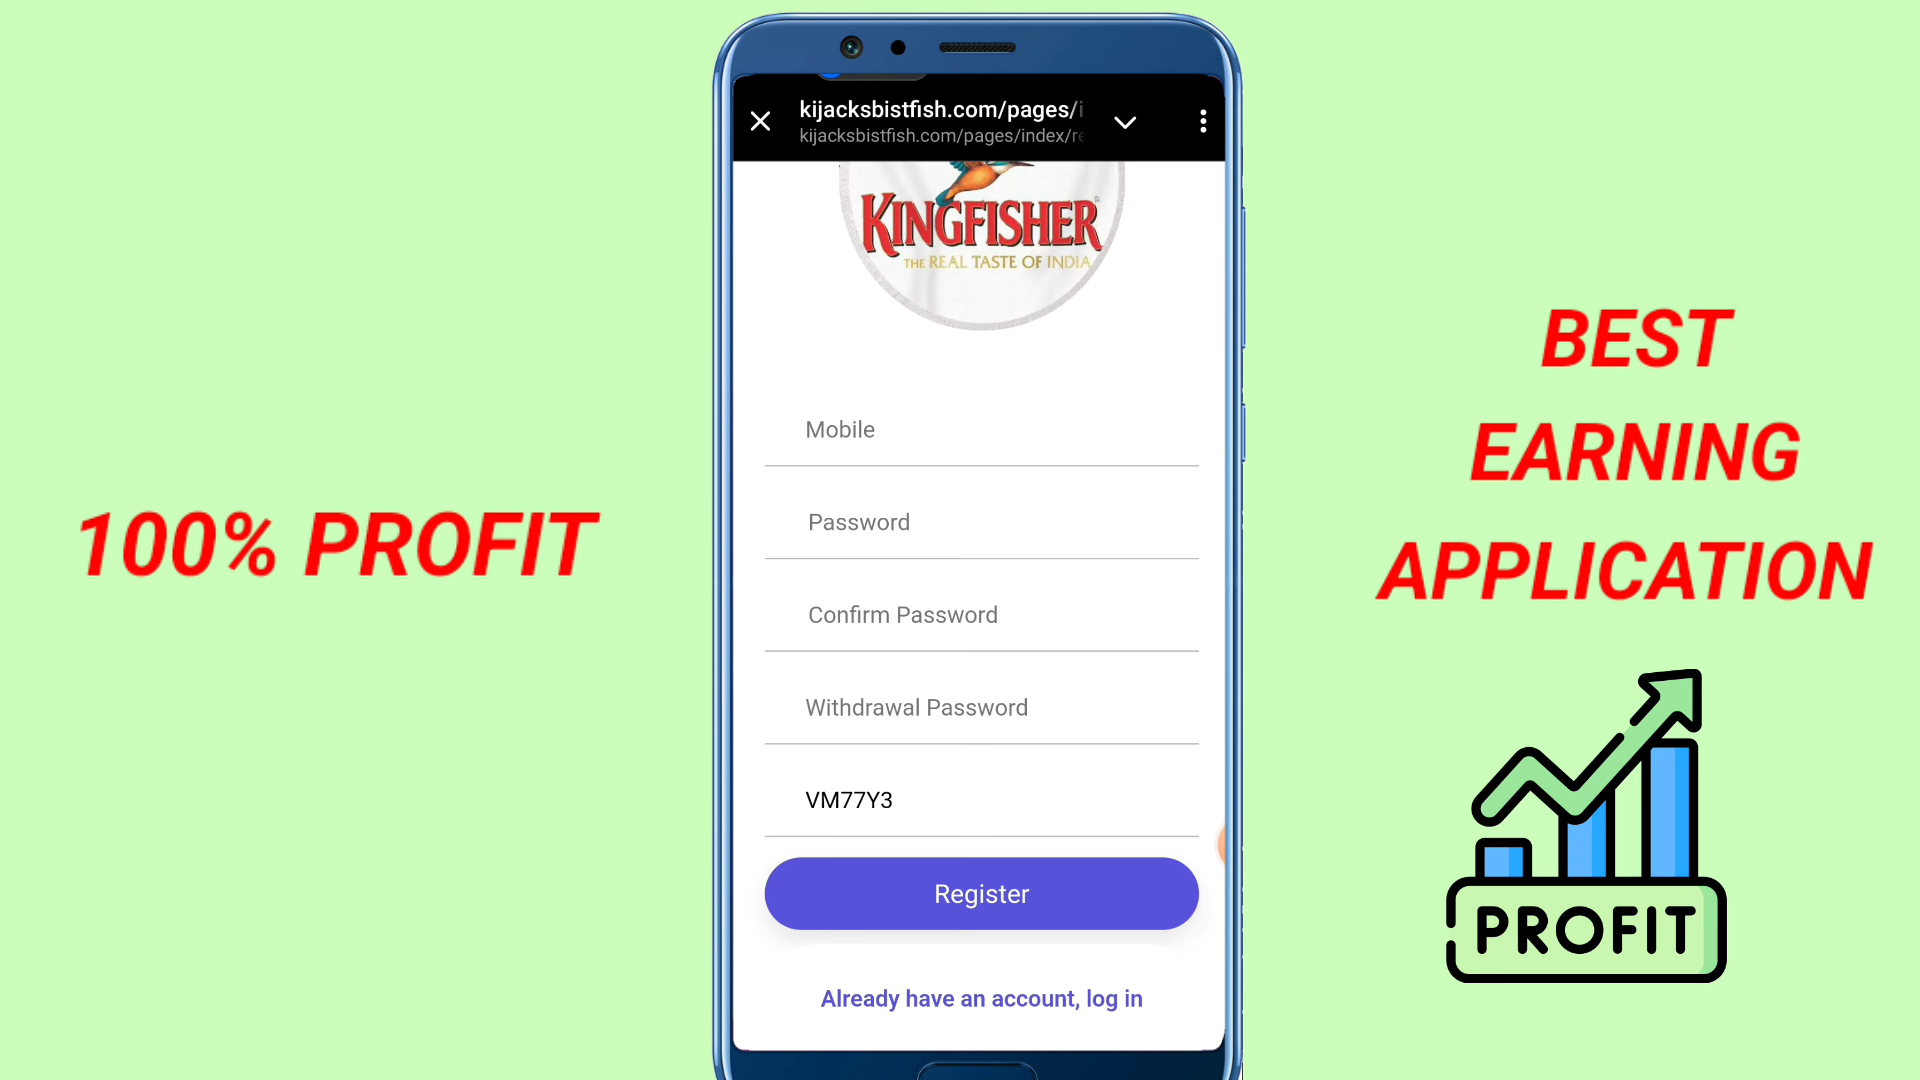 kijacksbistfish.com/pages/i
kijacksbistfish.com/pages/index/re
KINGFISHER
THE REAL TASTE OF INDIA
Mobile
Password
Confirm Password
Withdrawal Password
VM77Y3
Register
Already have an account, log in
100% PROFIT
BEST
EARNING
APPLICATION
PROFIT